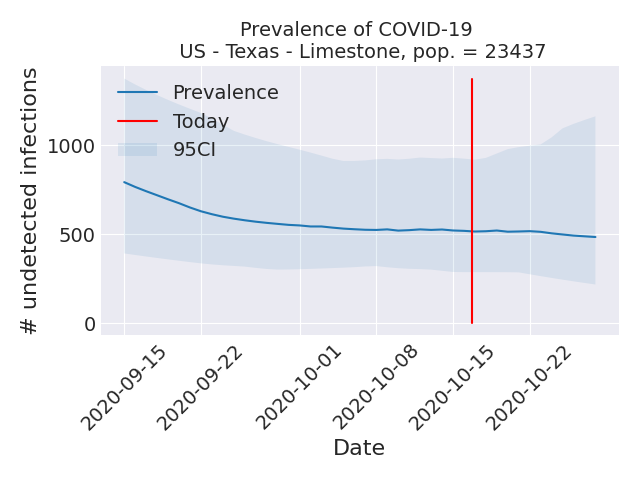 Prevalence of COVID-19
US - Texas - Limestone, pop. = 23437
Prevalence
Today
95CI
# undetected infections
1000
500
0
2020-09-15
2020-09-22
2020-10-01
2020-10-08
2020-10-15
2020-10-22
Date